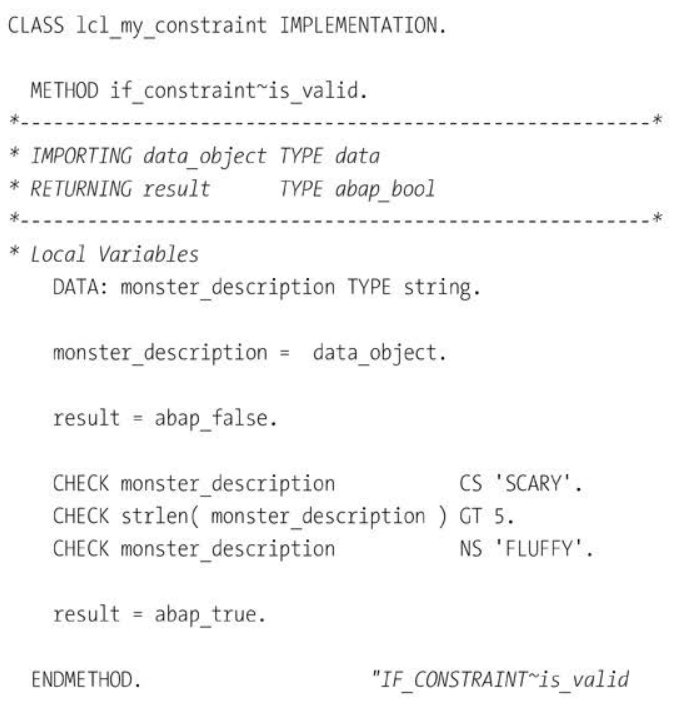 CLASS lcl_my_constraint IMPLEMENTATION.
METHOD if_constraint~is_valid.
*--------------------------------------------------------*
* IMPORTING data_object TYPE data
* RETURNING result      TYPE abap_bool
*--------------------------------------------------------*
* Local Variables
DATA: monster_description TYPE string.
monster_description =  data_object.
result = abap_false.
CHECK monster_description           CS 'SCARY'.
CHECK strlen( monster_description ) GT 5.
CHECK monster_description           NS 'FLUFFY'.
result = abap_true.
ENDMETHOD.                    "IF_CONSTRAINT~is_valid